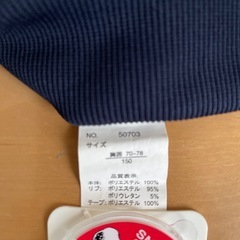 NO. 50703
サイズ
胸囲 70-78
150
品質表示
本体: ポリエステル 100%
リブ: ポリエステル 95%
ポリウレタン 5%
テープ: ポリエステル 100%